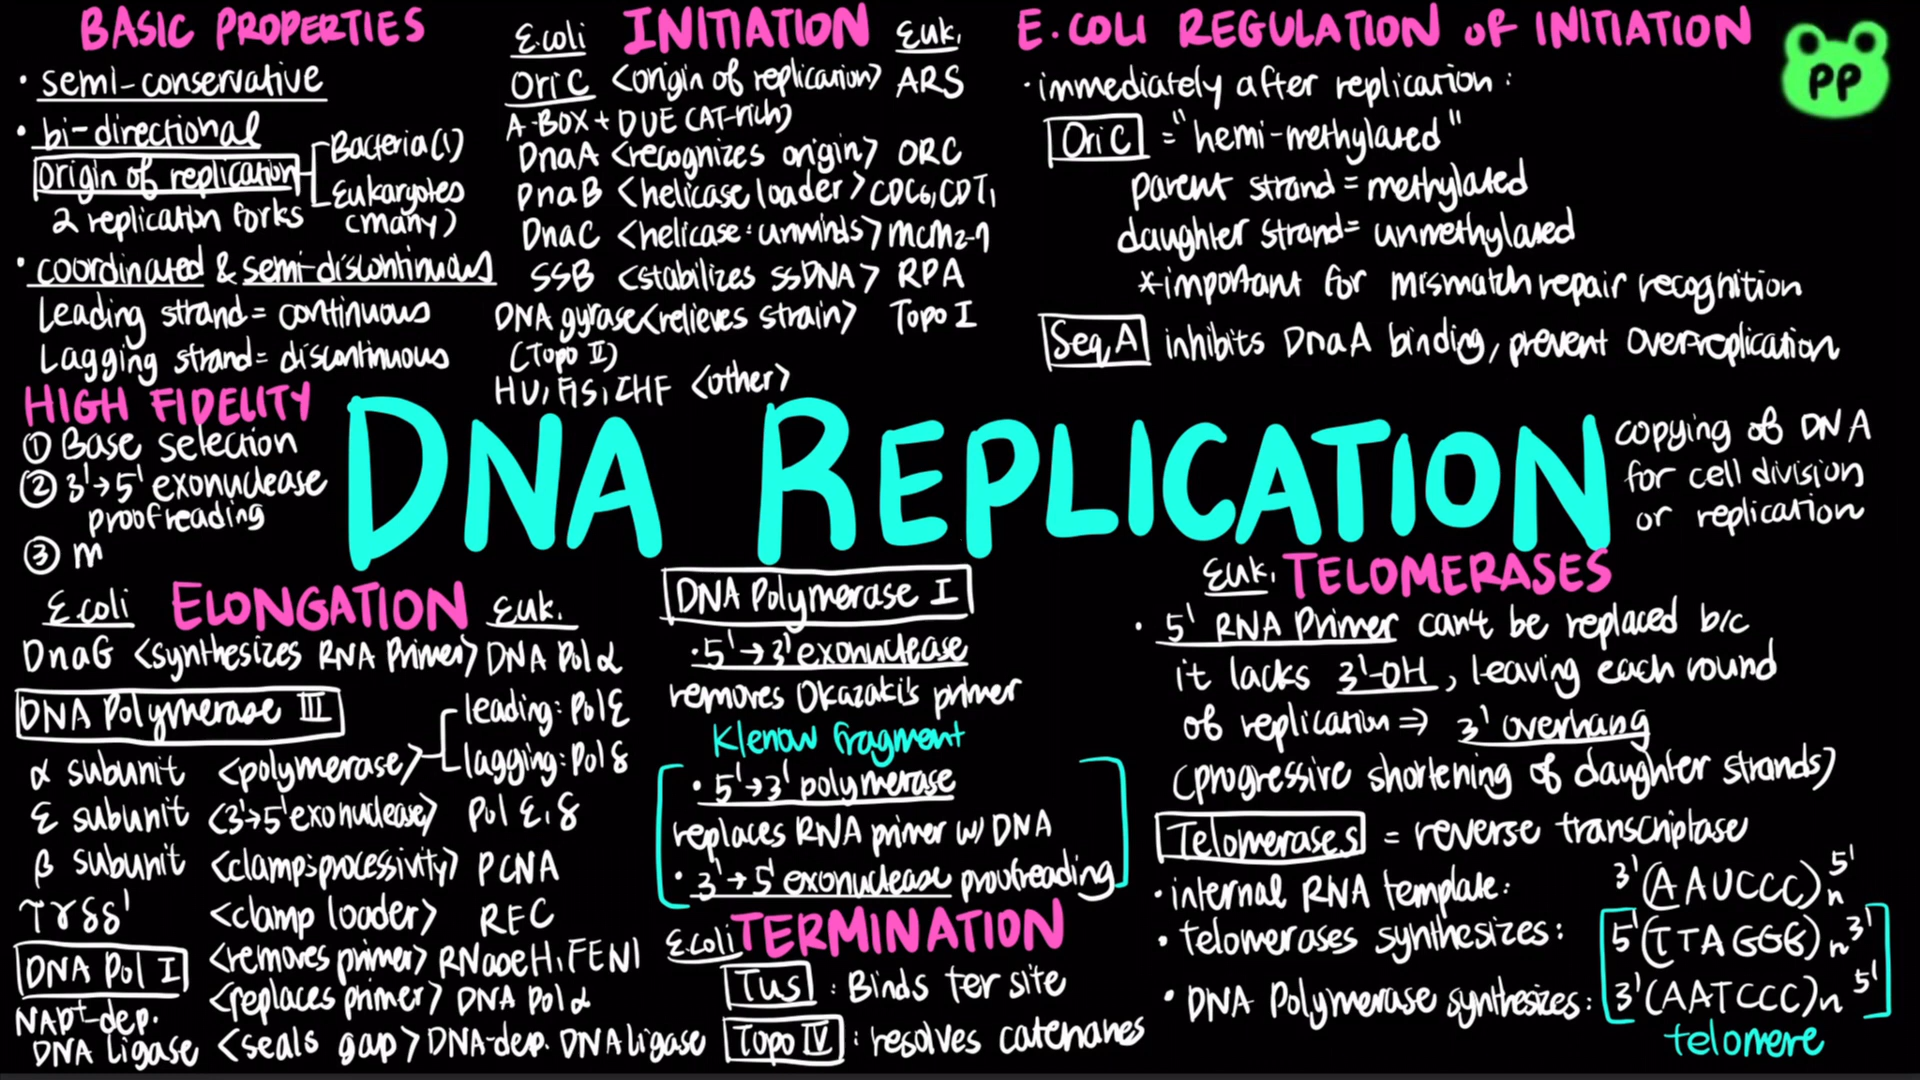 BASIC PROPERTIES
• semi-conservative
• bi-directional
Origin of replication
Bacteria (1)
Eukaryotes
(many)
2 replication forks
• coordinated & semi-discontinuous
Leading strand = continuous
Lagging strand = discontinuous
HIGH FIDELITY
① Base selection
② 3'→5' exonuclease
proofreading
③ m
E.coli INITIATION Euk.
OriC <origin of replication> ARS
A-BOX + DUE (AT-rich)
DnaA <recognizes origin> ORC
DnaB <helicase loader> CDC6, CDT1
DnaC <helicase: unwinds> MCM2-7
SSB <stabilizes ssDNA> RPA
DNA gyrase <relieves strain> Topo I
(Topo II)
HU, FIS, IHF <other>
E.COLI REGULATION OF INITIATION
PP
• immediately after replication:
OriC = "hemi-methylated"
parent strand = methylated
daughter strand = unmethylated
*important for mismatch repair recognition
Seq.A inhibits DnaA binding, prevent overreplication
DNA REPLICATION
copying of DNA
for cell division
or replication
E.coli ELONGATION Euk.
DnaG <synthesizes RNA Primer> DNA Pol α
DNA Polymerase III
leading: Pol ε
α subunit <polymerase>
lagging: Pol δ
ε subunit <3'→5' exonuclease> Pol ε, δ
β subunit <clamp: processivity> PCNA
τγδδ' <clamp loader> RFC
DNA Pol I <removes primer> RNaseH, FEN1
<replaces primer> DNA Pol α
NAD+-dep.
DNA ligase <seals gap> DNA-dep. DNA ligase
DNA Polymerase I
• 5'→3' exonuclease
removes Okazaki's primer
Klenow fragment
• 5'→3' polymerase
replaces RNA primer w/ DNA
• 3'→5' exonuclease proofreading
E.coli TERMINATION
Tus : Binds ter site
Topo IV : resolves catenanes
Euk. TELOMERASES
• 5' RNA Primer can't be replaced b/c
it lacks 3'-OH, leaving each round
of replication ⇒ 3' overhang
(progressive shortening of daughter strands)
Telomerases = reverse transcriptase
• internal RNA template: 3'(AAUCCC)n 5'
• telomerases synthesizes: 5'(TTAGGG)n 3'
• DNA Polymerase synthesizes: 3'(AATCCC)n 5'
telomere